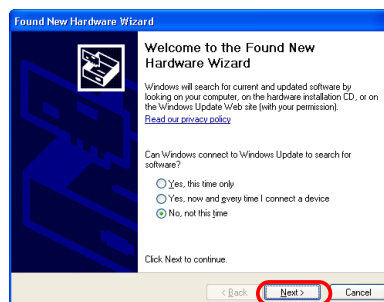 Found New Hardware Wizard
Welcome to the Found New
Hardware Wizard
Windows will search for current and updated software by
looking on your computer, on the hardware installation CD, or on
the Windows Update Web site (with your permission).
Read our privacy policy
Can Windows connect to Windows Update to search for
software?
Yes, this time only
Yes, now and every time I connect a device
No, not this time
Click Next to continue.
< Back Next > Cancel